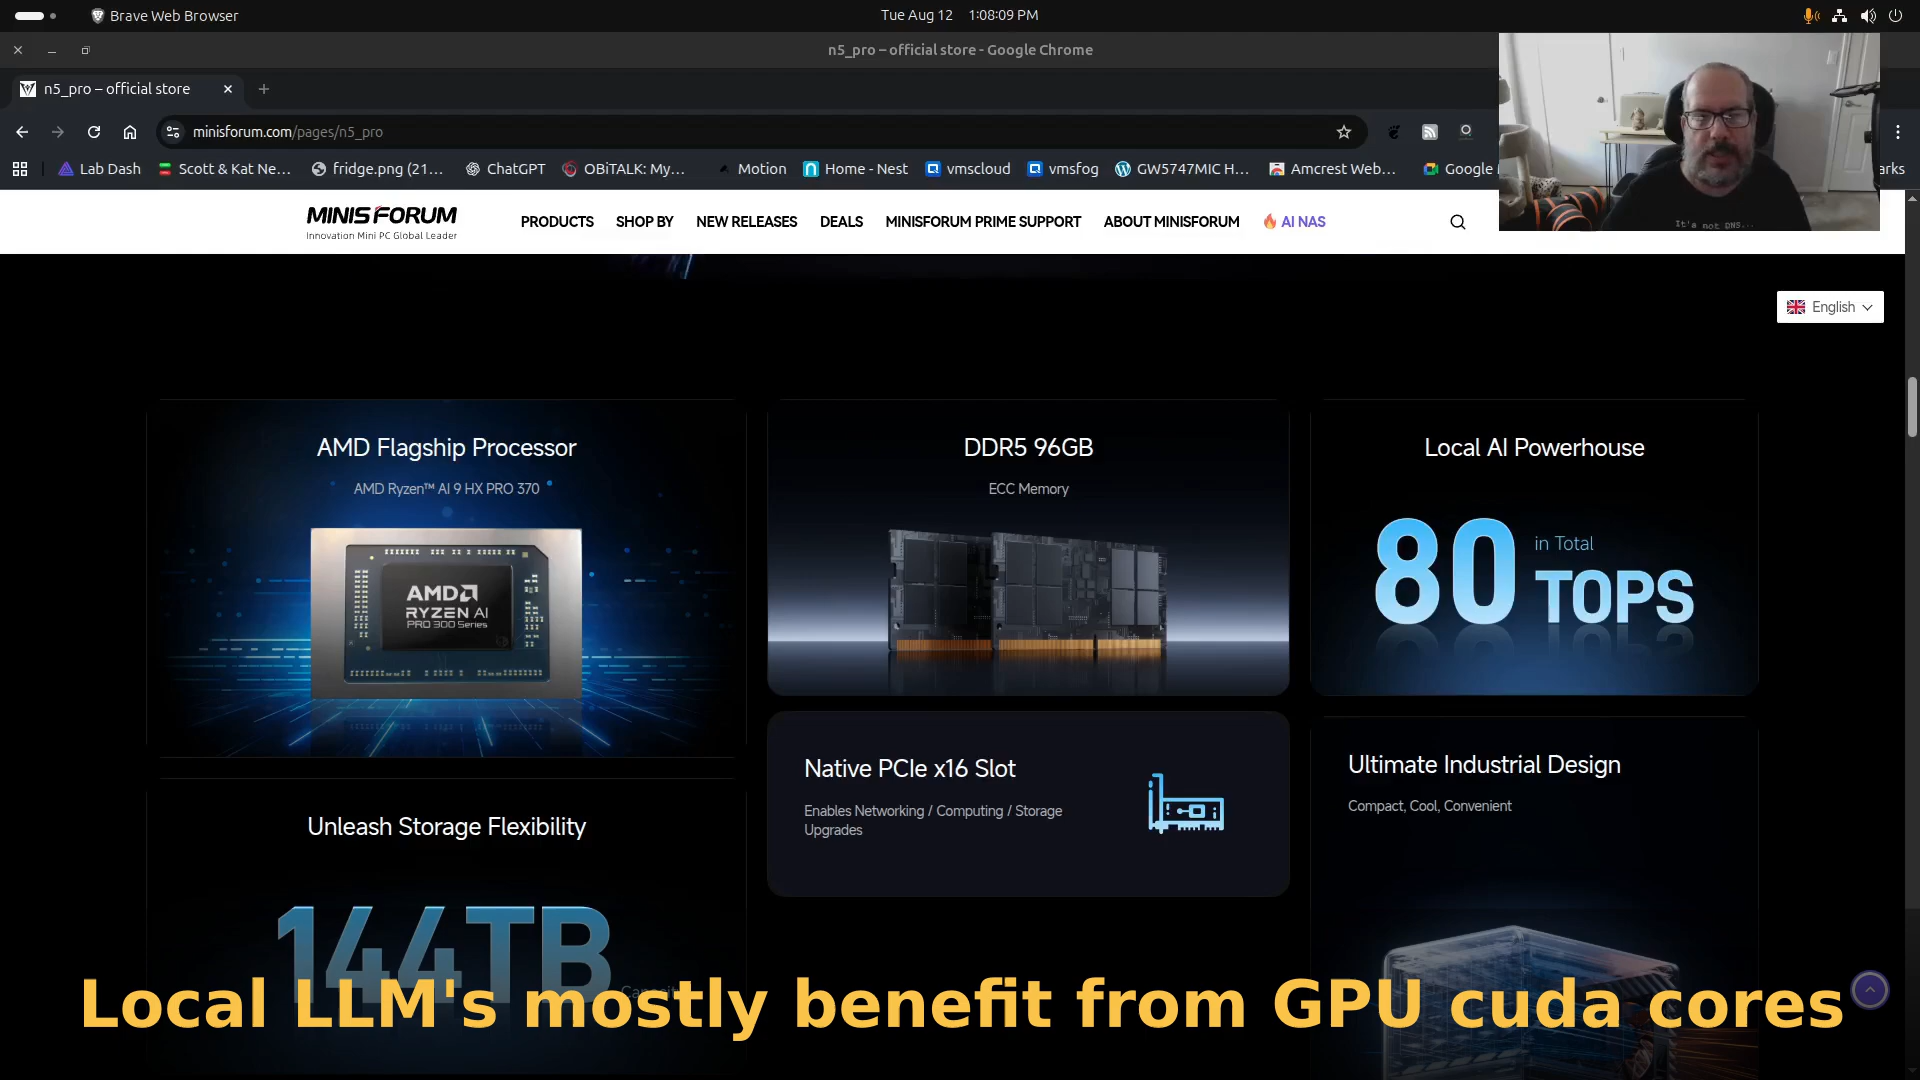 Brave Web Browser
Tue Aug 12 1:08:09 PM
n5_pro – official store - Google Chrome
n5_pro – official store
minisforum.com/pages/n5_pro
Lab Dash
Scott & Kat Ne...
fridge.png (21...
ChatGPT
OBiTALK: My...
Motion
Home - Nest
vmscloud
vmsfog
GW5747MIC H...
Amcrest Web...
Google
arks
It's not DNS...
MINISFORUM
Innovation Mini PC Global Leader
PRODUCTS
SHOP BY
NEW RELEASES
DEALS
MINISFORUM PRIME SUPPORT
ABOUT MINISFORUM
AI NAS
English
AMD Flagship Processor
AMD Ryzen™ AI 9 HX PRO 370
AMD
RYZEN AI
PRO 300 Series
DDR5 96GB
ECC Memory
Local AI Powerhouse
80 in Total TOPS
Native PCIe x16 Slot
Enables Networking / Computing / Storage
Upgrades
Ultimate Industrial Design
Compact, Cool, Convenient
Unleash Storage Flexibility
144TB
Local LLM's mostly benefit from GPU cuda cores